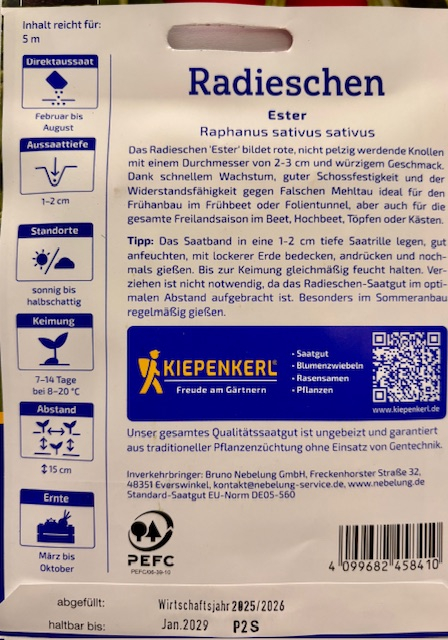 Inhalt reicht für:
5 m
Direktaussaat
Februar bis
August
Aussaattiefe
1–2 cm
Standorte
sonnig bis
halbschattig
Keimung
7–14 Tage
bei 8–20 °C
Abstand
15 cm
Ernte
März bis
Oktober
Radieschen
Ester
Raphanus sativus sativus
Das Radieschen 'Ester' bildet rote, nicht pelzig werdende Knollen
mit einem Durchmesser von 2-3 cm und würzigem Geschmack.
Dank schnellem Wachstum, guter Schossfestigkeit und der
Widerstandsfähigkeit gegen Falschen Mehltau ideal für den
Frühanbau im Frühbeet oder Folientunnel, aber auch für die
gesamte Freilandsaison im Beet, Hochbeet, Töpfen oder Kästen.
Tipp: Das Saatband in eine 1-2 cm tiefe Saatrille legen, gut
anfeuchten, mit lockerer Erde bedecken, andrücken und noch-
mals gießen. Bis zur Keimung gleichmäßig feucht halten. Ver-
ziehen ist nicht notwendig, da das Radieschen-Saatgut im opti-
malen Abstand aufgebracht ist. Besonders im Sommeranbau
regelmäßig gießen.
KIEPENKERL®
Freude am Gärtnern
• Saatgut
• Blumenzwiebeln
• Rasensamen
• Pflanzen
www.kiepenkerl.de
Unser gesamtes Qualitätssaatgut ist ungebeizt und garantiert
aus traditioneller Pflanzenzüchtung ohne Einsatz von Gentechnik.
Inverkehrbringer: Bruno Nebelung GmbH, Freckenhorster Straße 32,
48351 Everswinkel, kontakt@nebelung-service.de, www.nebelung.de
Standard-Saatgut EU-Norm DE05-560
PEFC
PEFC/06-39-10
4 099682 458410
abgefüllt: Wirtschaftsjahr 2025/2026
haltbar bis: Jan.2029 P2S